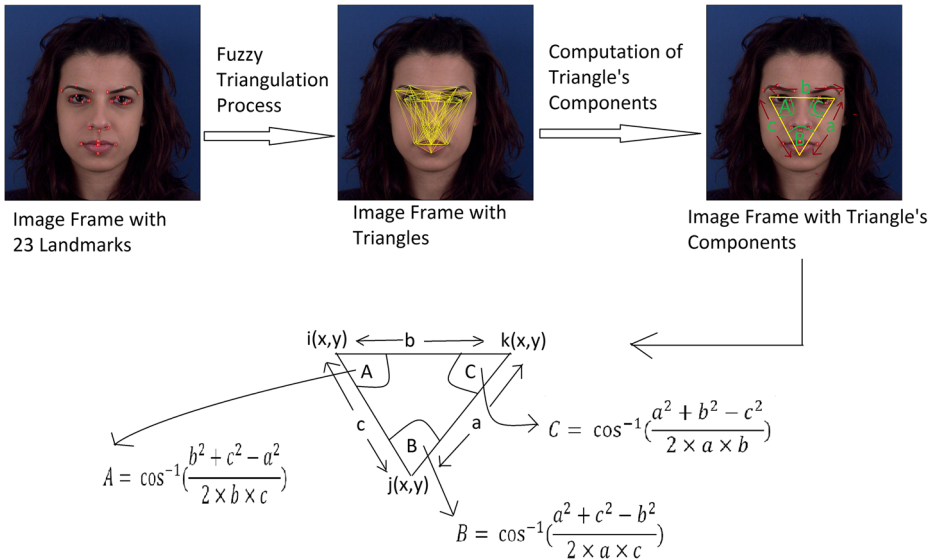 Fuzzy
Triangulation
Process
Computation of
Triangle's
Components
b
A
C
c
a
B
Image Frame with
23 Landmarks
Image Frame with
Triangles
Image Frame with Triangle's
Components
i(x,y)
b
k(x,y)
A
C
c
a
B
j(x,y)
C = cos⁻¹(a² + b² − c² / 2 × a × b)
A = cos⁻¹(b² + c² − a² / 2 × b × c)
B = cos⁻¹(a² + c² − b² / 2 × a × c)